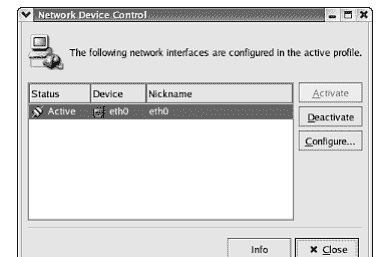 Network Device Control
The following network interfaces are configured in the active profile.
Status Device Nickname
Active eth0 eth0
Activate
Deactivate
Configure...
Info
Close